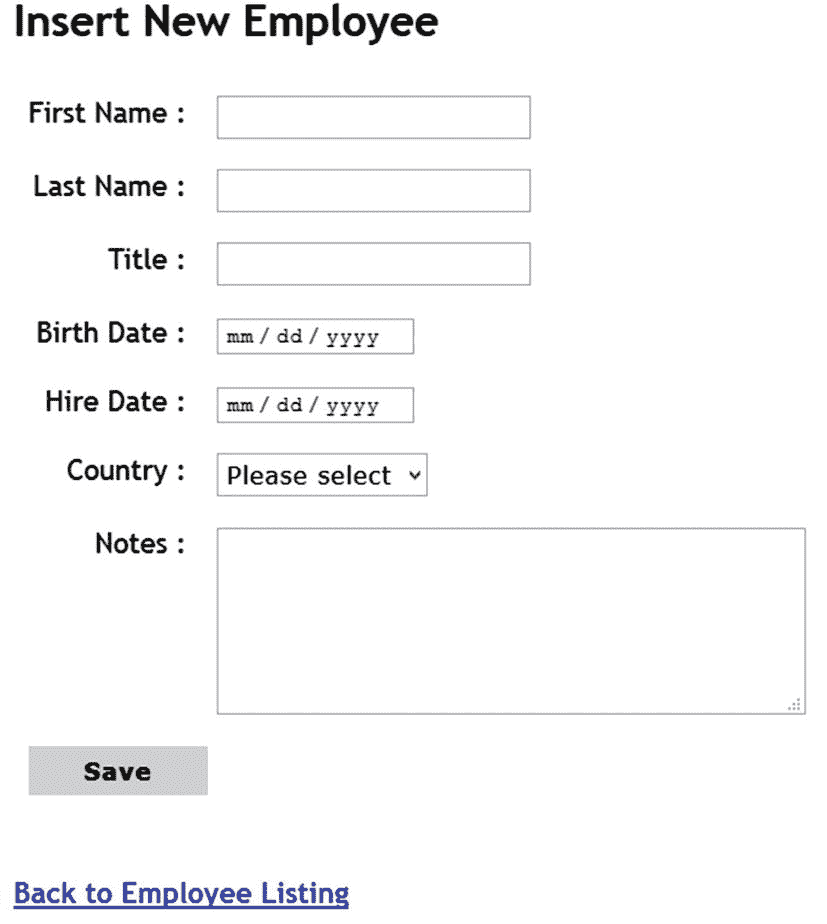 Insert New Employee
First Name :
Last Name :
Title :
Birth Date : mm / dd / yyyy
Hire Date : mm / dd / yyyy
Country : Please select
Notes :
Save
Back to Employee Listing